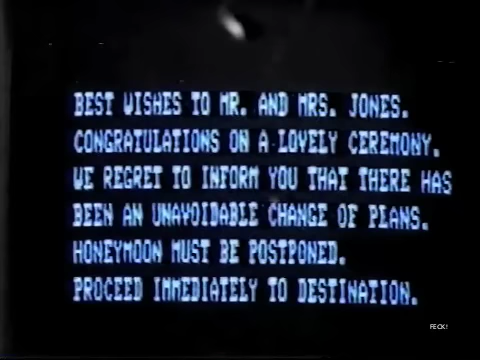 BEST WISHES TO MR. AND MRS. JONES.
CONGRATULATIONS ON A LOVELY CEREMONY.
WE REGRET TO INFORM YOU THAT THERE HAS
BEEN AN UNAVOIDABLE CHANGE OF PLANS.
HONEYMOON MUST BE POSTPONED.
PROCEED IMMEDIATELY TO DESTINATION.
FECK!